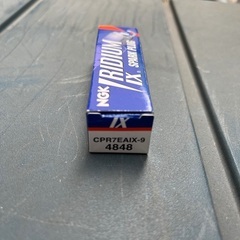 NGK
IRIDIUM
IX
SPARK PLUG
IX
CPR7EAIX-9
4848